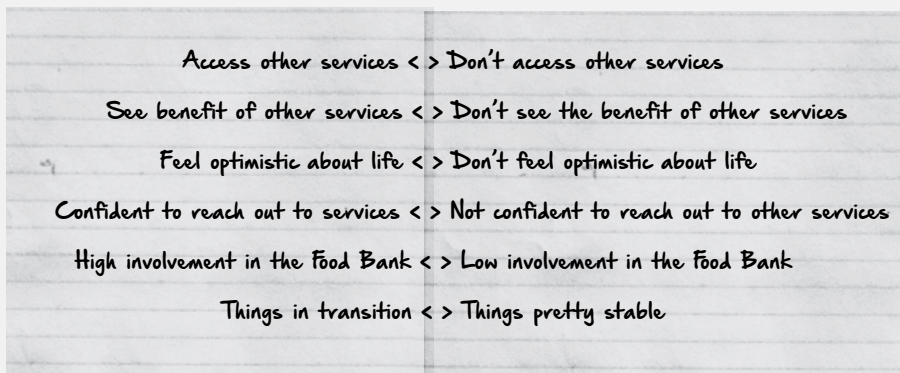 Access other services < > Don't access other services
See benefit of other services < > Don't see the benefit of other services
Feel optimistic about life < > Don't feel optimistic about life
Confident to reach out to services < > Not confident to reach out to other services
High involvement in the Food Bank < > Low involvement in the Food Bank
Things in transition < > Things pretty stable